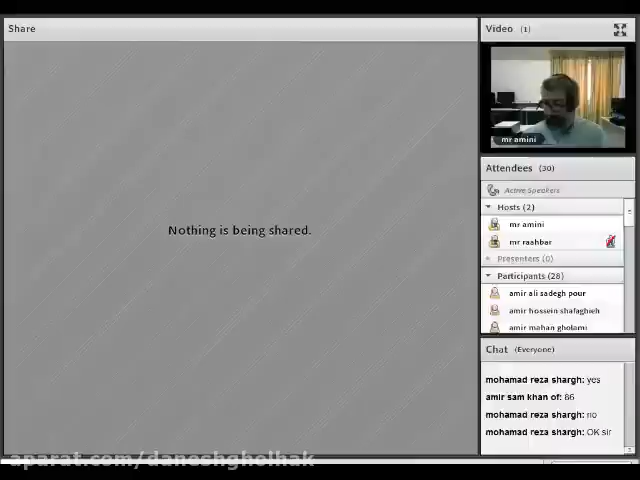 Share
Nothing is being shared.
Video (1)
mr amini
Attendees (30)
Active Speakers
Hosts (2)
mr amini
mr raahbar
Presenters (0)
Participants (28)
amir ali sadegh pour
amir hossein shafaghieh
amir mahan gholami
Chat (Everyone)
mohamad reza shargh: yes
amir sam khan of: 86
mohamad reza shargh: no
mohamad reza shargh: OK sir
aparat.com/daneshgholhak